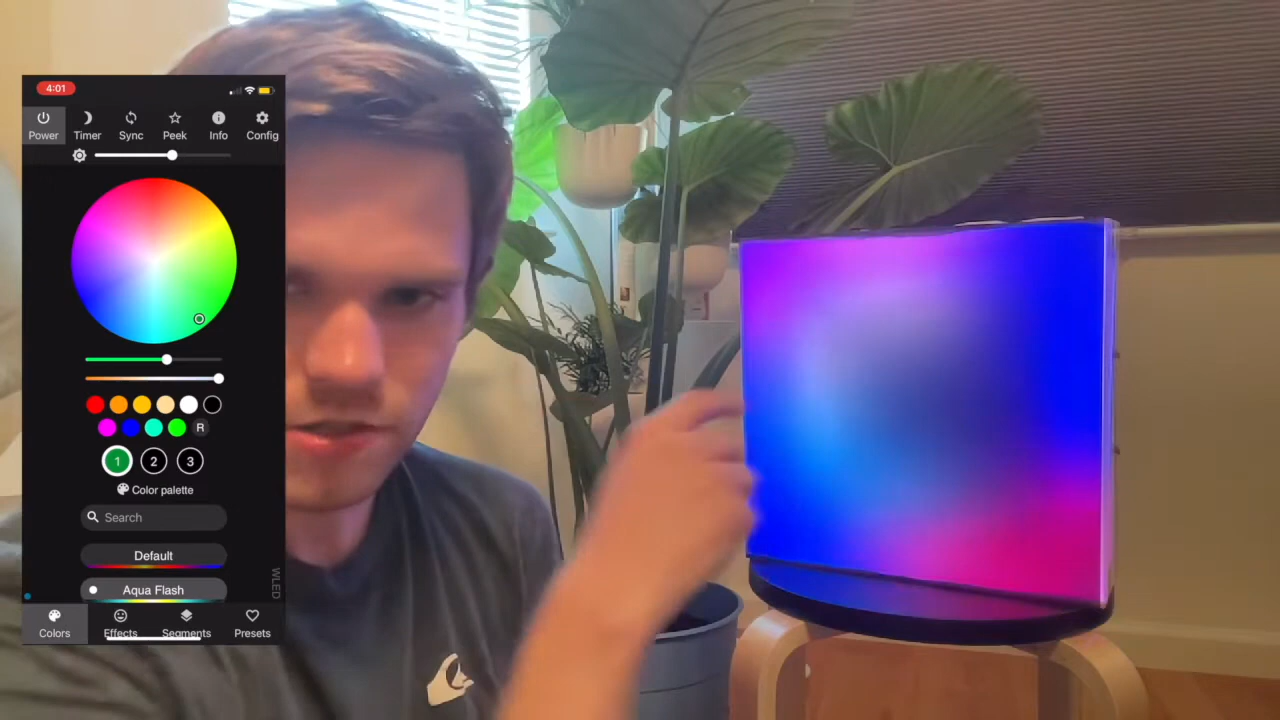 4:01
Power Timer Sync Peek Info Config
R
1 2 3
Color palette
Search
Default
Aqua Flash
WLED
Colors Effects Segments Presets